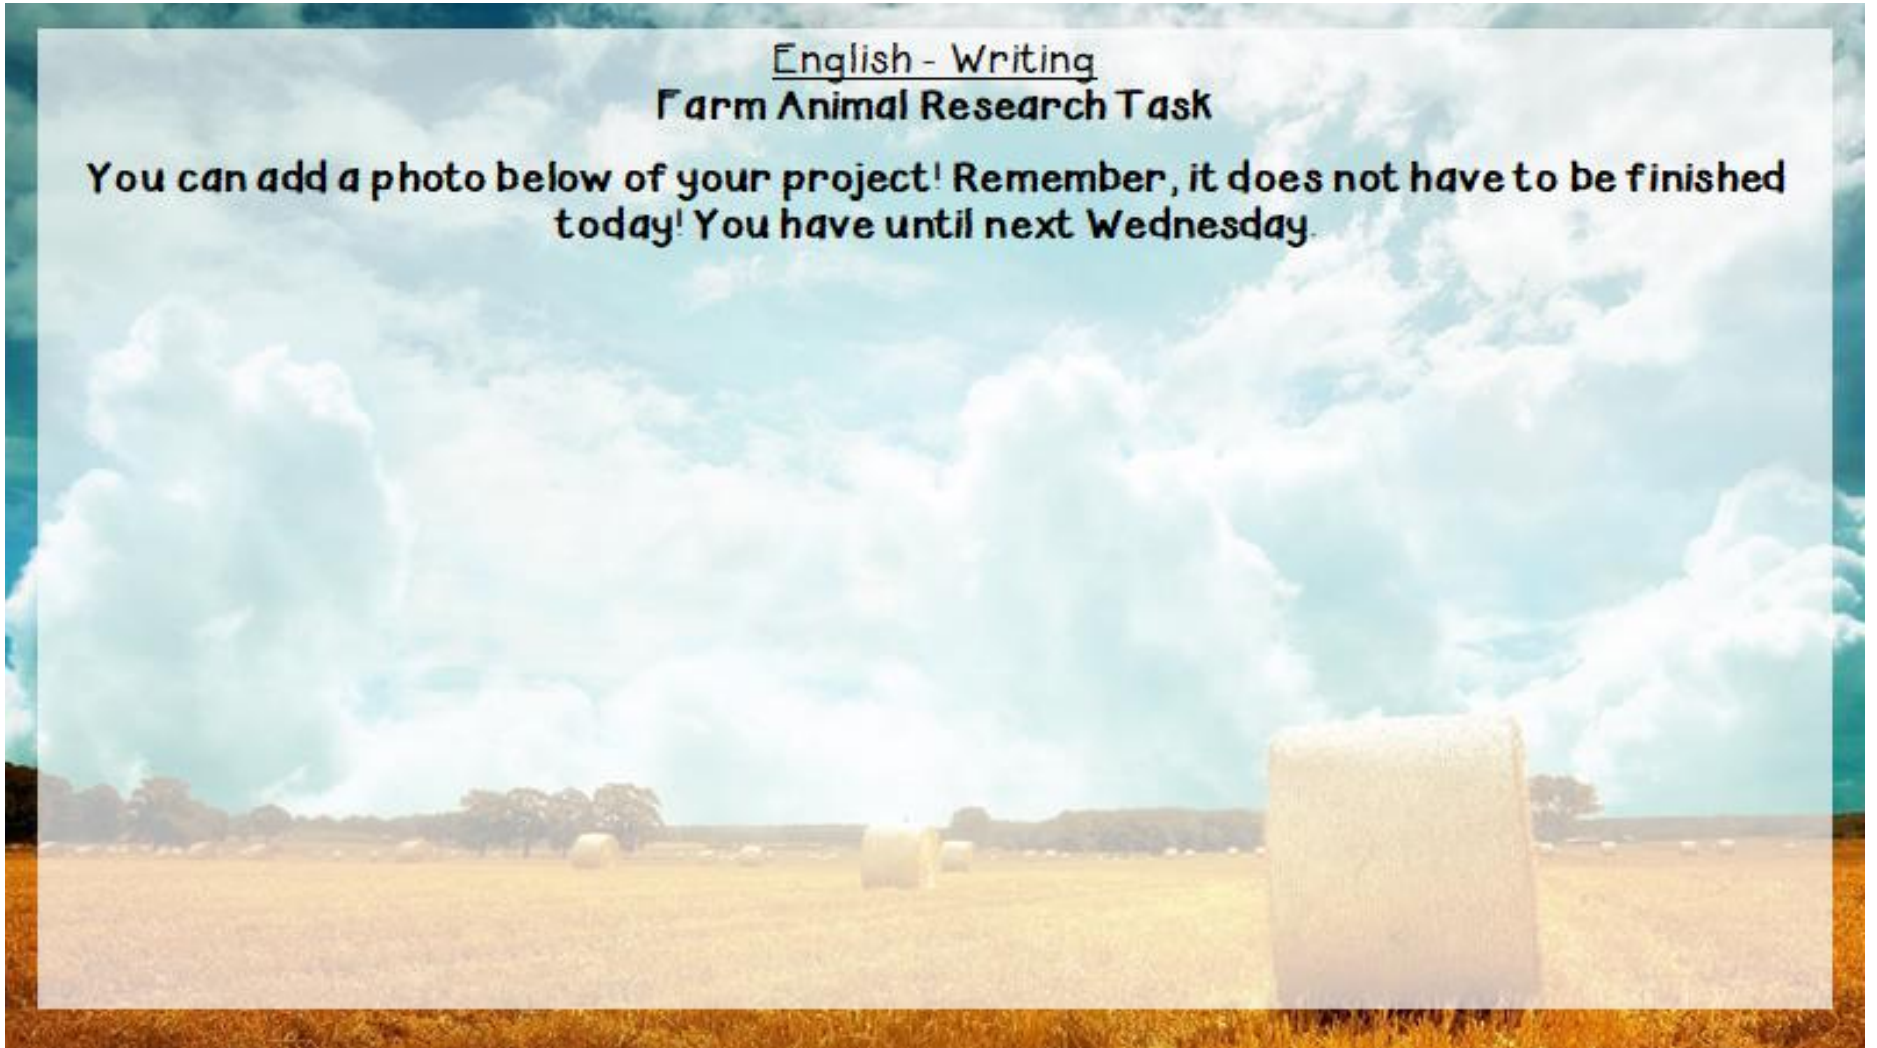 English - Writing
Farm Animal Research Task
You can add a photo below of your project! Remember, it does not have to be finished
today! You have until next Wednesday.